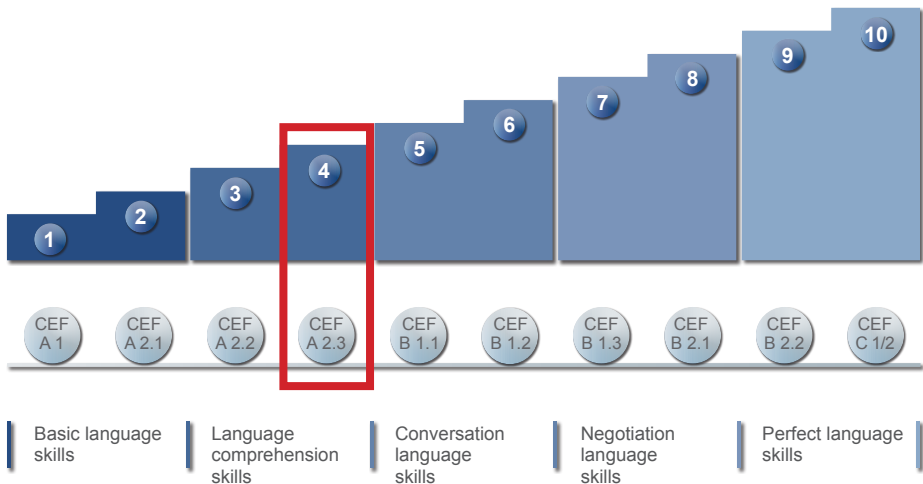 1
2
3
4
5
6
7
8
9
10
CEF
A 1
CEF
A 2.1
CEF
A 2.2
CEF
A 2.3
CEF
B 1.1
CEF
B 1.2
CEF
B 1.3
CEF
B 2.1
CEF
B 2.2
CEF
C 1/2
Basic language
skills
Language
comprehension
skills
Conversation
language
skills
Negotiation
language
skills
Perfect language
skills